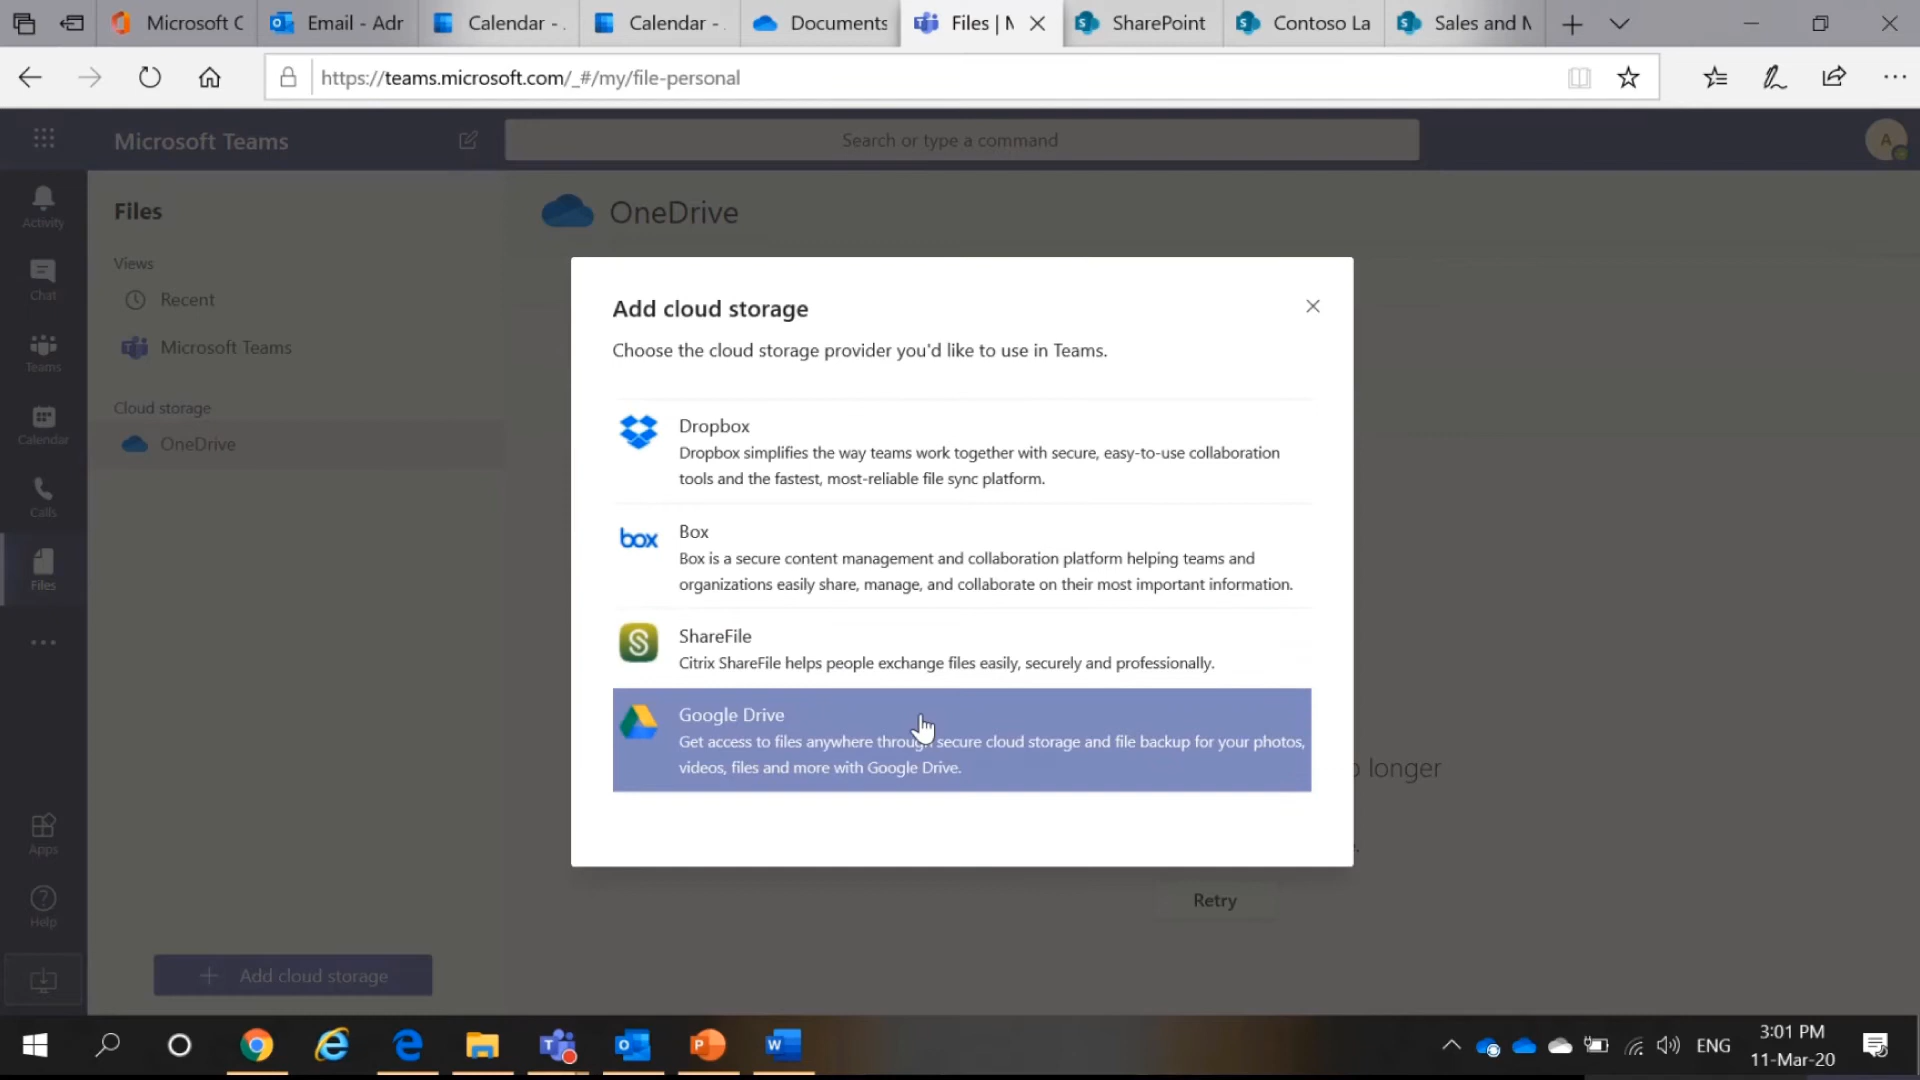 Microsoft C
Email - Adr
Calendar - .
Calendar - .
Documents
Files | M
SharePoint
Contoso La
Sales and M
https://teams.microsoft.com/_#/my/file-personal
Microsoft Teams
Search or type a command
A
Activity
Chat
Teams
Calendar
Calls
Files
Apps
Help
Files
Views
Recent
Microsoft Teams
Cloud storage
OneDrive
Add cloud storage
OneDrive
Add cloud storage
Choose the cloud storage provider you'd like to use in Teams.
Dropbox
Dropbox simplifies the way teams work together with secure, easy-to-use collaboration
tools and the fastest, most-reliable file sync platform.
box
Box
Box is a secure content management and collaboration platform helping teams and
organizations easily share, manage, and collaborate on their most important information.
ShareFile
Citrix ShareFile helps people exchange files easily, securely and professionally.
Google Drive
Get access to files anywhere through secure cloud storage and file backup for your photos,
videos, files and more with Google Drive.
longer
Retry
ENG
3:01 PM
11-Mar-20